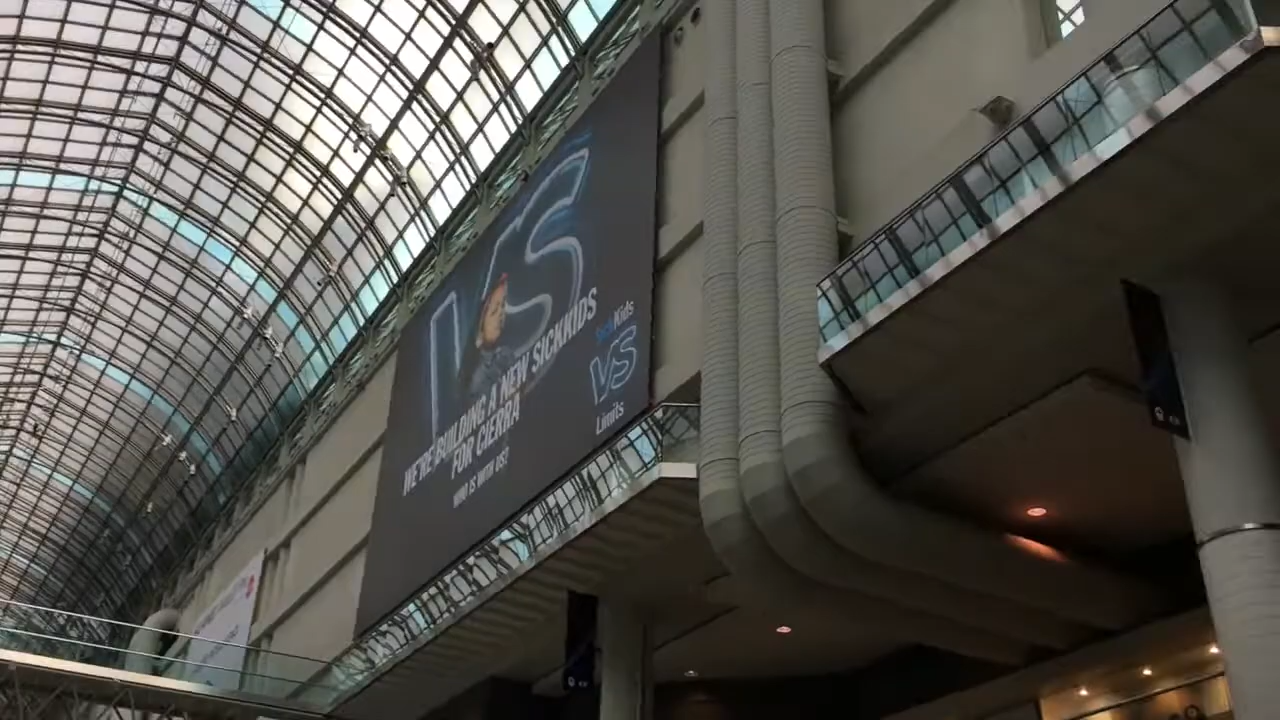 VS
WE'RE BUILDING A NEW SICKKIDS
FOR CIERRA
WHO IS WITH US?
SickKids
VS
Limits